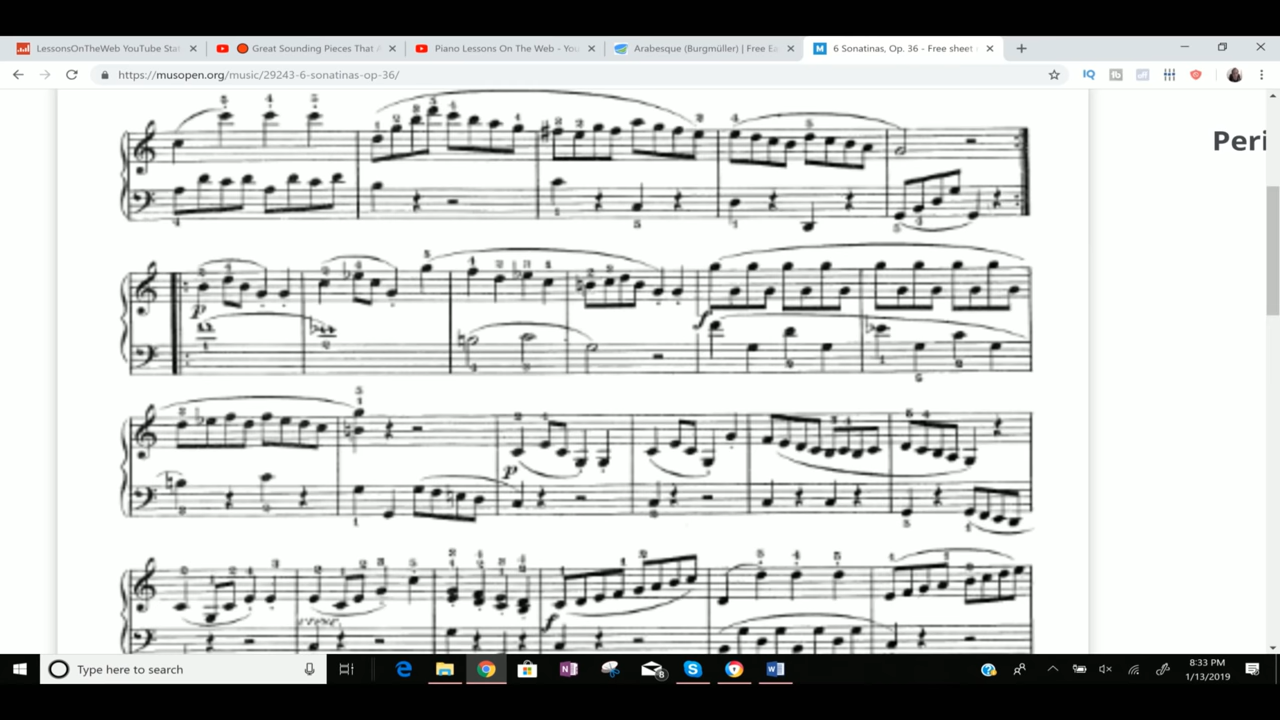 LessonsOnTheWeb YouTube Stat
Great Sounding Pieces That A
Piano Lessons On The Web - You
Arabesque (Burgmüller) | Free Ea
6 Sonatinas, Op. 36 - Free sheet
https://musopen.org/music/29243-6-sonatinas-op-36/
Peri
p
f
p
f
Type here to search
8:33 PM
1/13/2019